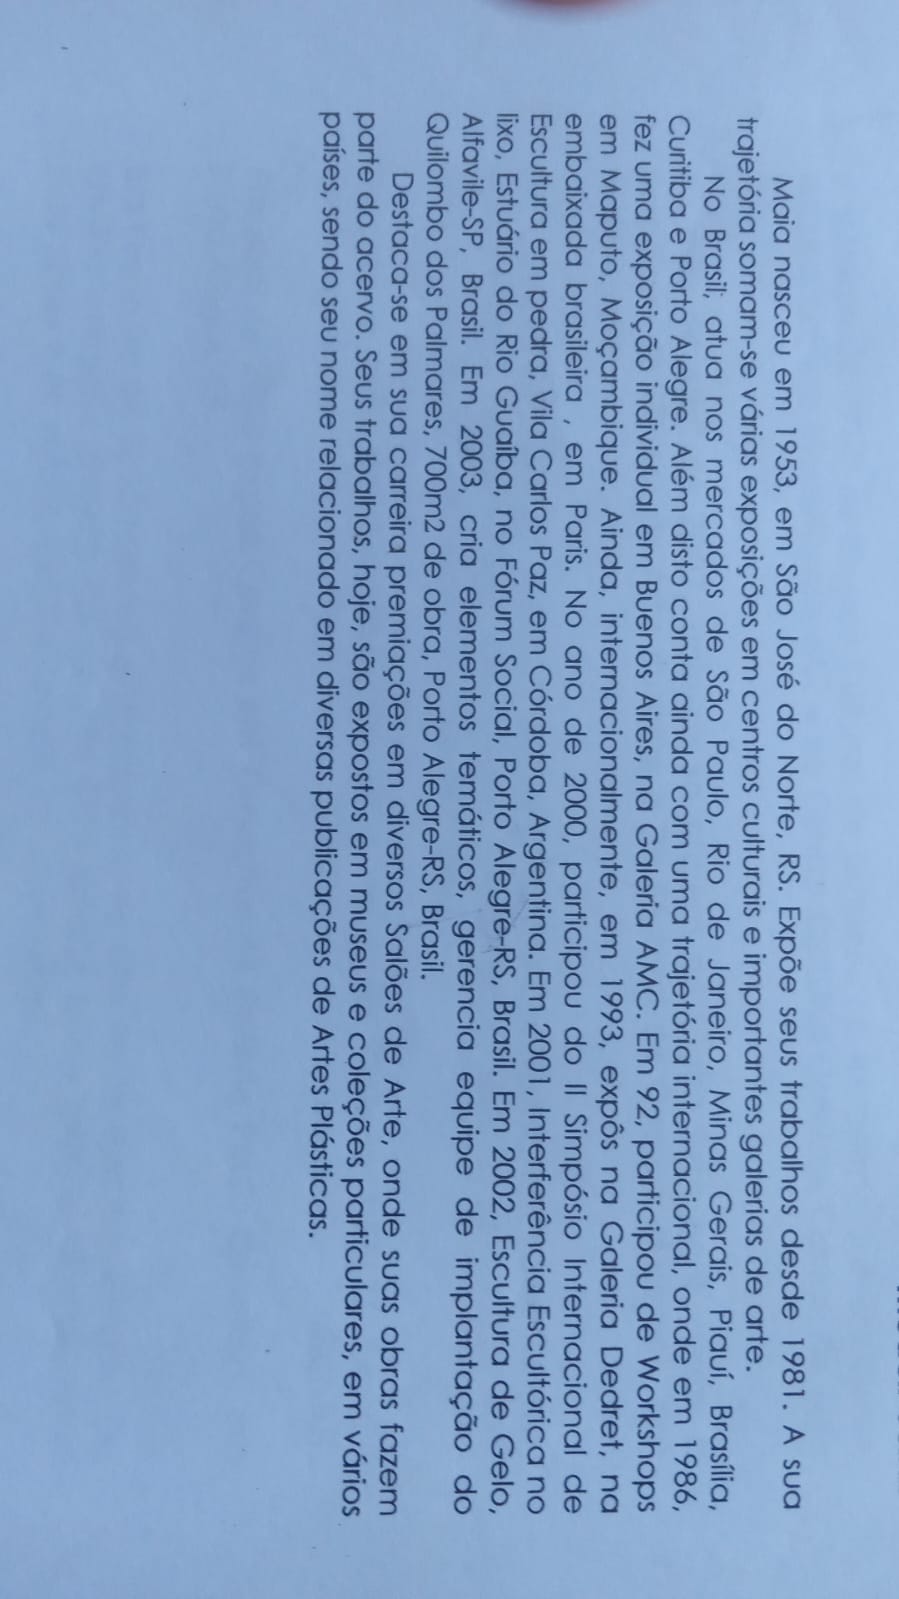 Maia nasceu em 1953, em São José do Norte, RS. Expõe seus trabalhos desde 1981. A sua
trajetória somam-se várias exposições em centros culturais e importantes galerias de arte.
No Brasil, atua nos mercados de São Paulo, Rio de Janeiro, Minas Gerais, Piauí, Brasília,
Curitiba e Porto Alegre. Além disto conta ainda com uma trajetória internacional, onde em 1986,
fez uma exposição individual em Buenos Aires, na Galeria AMC. Em 92, participou de Workshops
em Maputo, Moçambique. Ainda, internacionalmente, em 1993, expôs na Galeria Dedret, na
embaixada brasileira , em Paris. No ano de 2000, participou do II Simpósio Internacional de
Escultura em pedra, Vila Carlos Paz, em Córdoba, Argentina. Em 2001, Interferência Escultórica no
lixo, Estuário do Rio Guaíba, no Fórum Social, Porto Alegre-RS, Brasil. Em 2002, Escultura de Gelo,
Alfavile-SP, Brasil. Em 2003, cria elementos temáticos, gerencia equipe de implantação do
Quilombo dos Palmares, 700m2 de obra, Porto Alegre-RS, Brasil.
Destaca-se em sua carreira premiações em diversos Salões de Arte, onde suas obras fazem
parte do acervo. Seus trabalhos, hoje, são expostos em museus e coleções particulares, em vários
países, sendo seu nome relacionado em diversas publicações de Artes Plásticas.